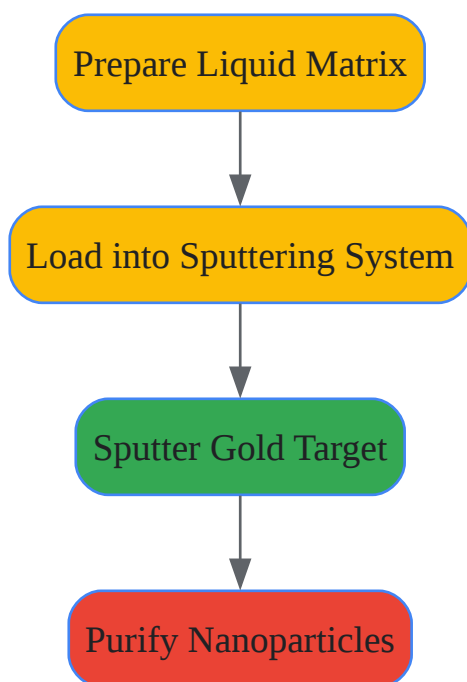 Prepare Liquid Matrix
Load into Sputtering System
Sputter Gold Target
Purify Nanoparticles